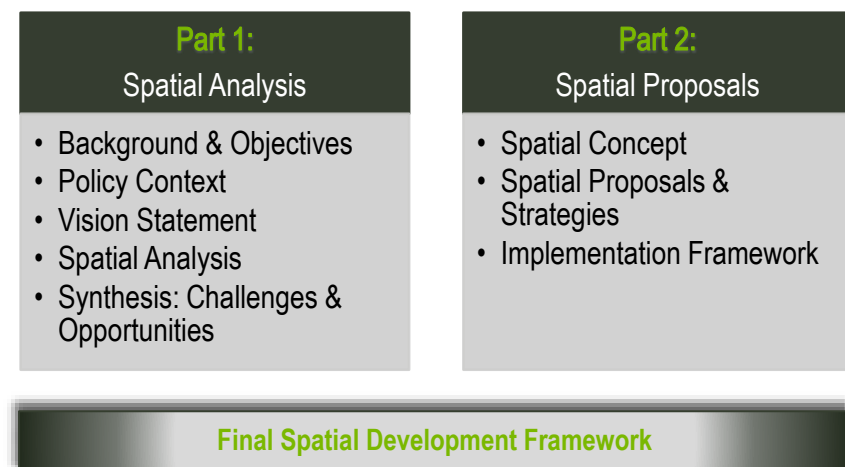 Part 1:
Spatial Analysis
• Background & Objectives
• Policy Context
• Vision Statement
• Spatial Analysis
• Synthesis: Challenges &
Opportunities
Part 2:
Spatial Proposals
• Spatial Concept
• Spatial Proposals &
Strategies
• Implementation Framework
Final Spatial Development Framework